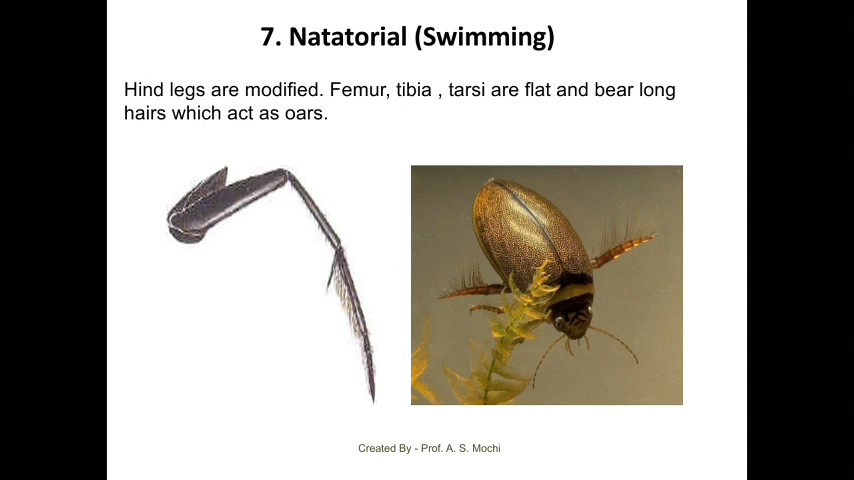 7. Natatorial (Swimming)
Hind legs are modified. Femur, tibia , tarsi are flat and bear long
hairs which act as oars.
Created By - Prof. A. S. Mochi